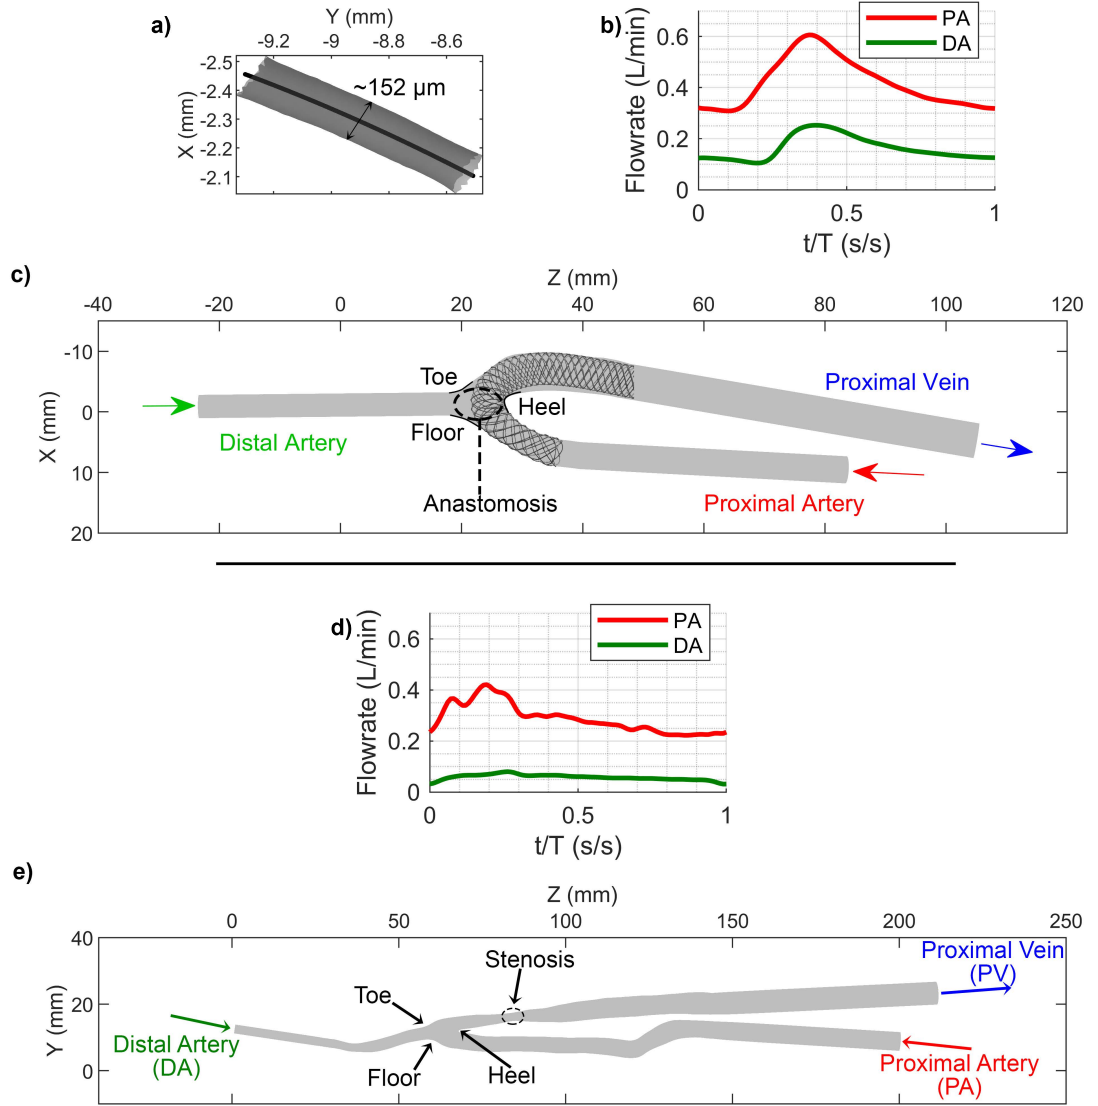 a)
Y (mm)
-9.2 -9 -8.8 -8.6
-2.5
-2.4
-2.3
-2.2
-2.1
X (mm)
~152 µm
b)
PA
DA
0.6
0.4
0.2
0
Flowrate (L/min)
0 0.5 1
t/T (s/s)
c)
Z (mm)
-40 -20 0 20 40 60 80 100 120
-10
0
10
20
X (mm)
Toe
Heel
Floor
Anastomosis
Distal Artery
Proximal Vein
Proximal Artery
d)
PA
DA
0.6
0.4
0.2
0
Flowrate (L/min)
0 0.5 1
t/T (s/s)
e)
Z (mm)
0 50 100 150 200 250
40
20
0
Y (mm)
Stenosis
Toe
Floor
Heel
Distal Artery
(DA)
Proximal Vein
(PV)
Proximal Artery
(PA)